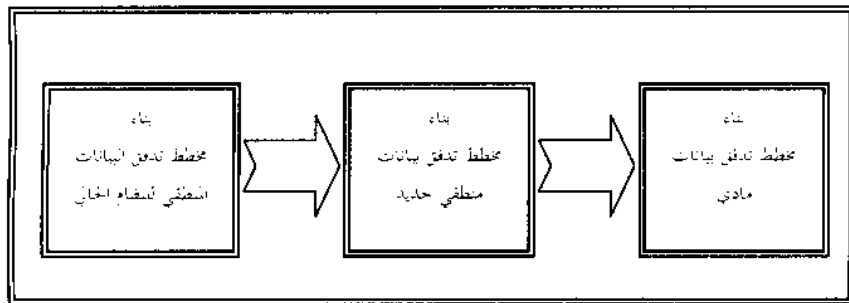 بناء
مخطط تدفق البيانات
المنطقي للنظام الحالي
بناء
مخطط تدفق بيانات
منطقي جديد
بناء
مخطط تدفق بيانات
مادي